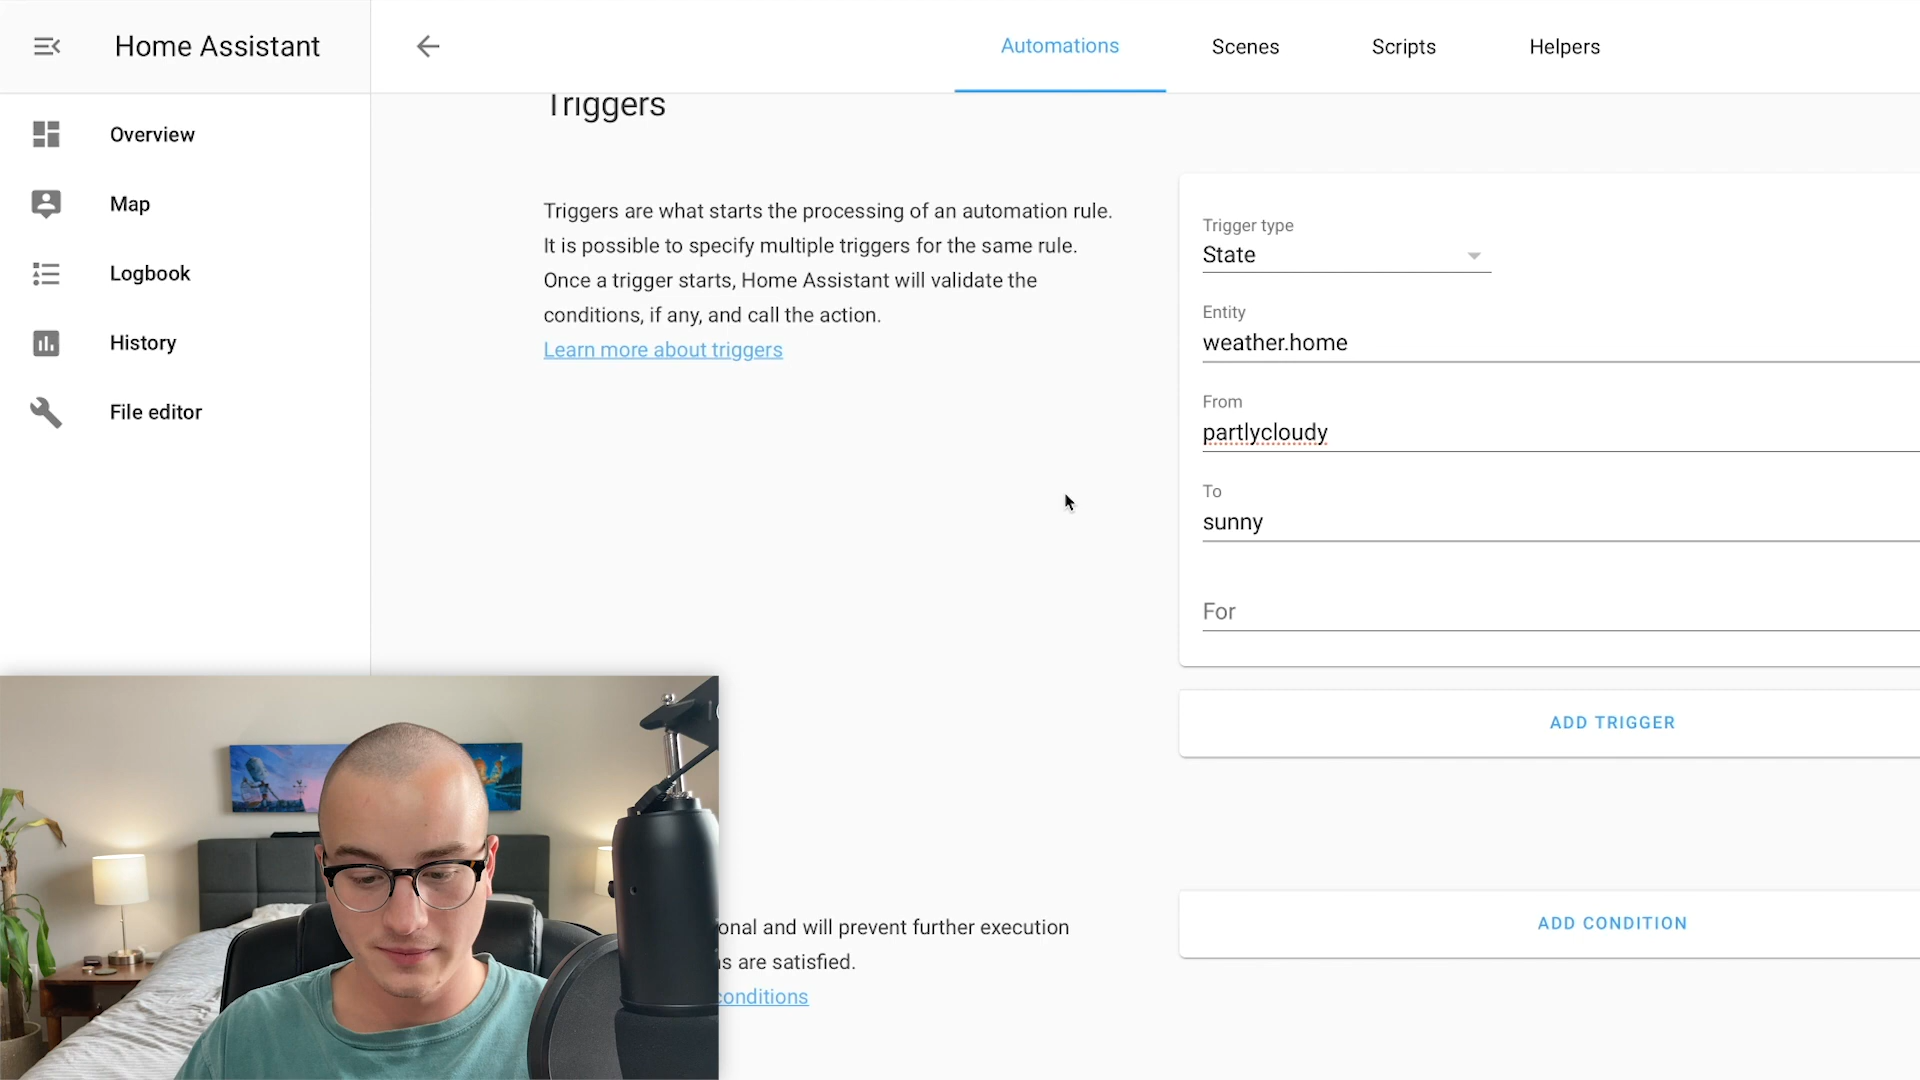 Home Assistant
Automations
Scenes
Scripts
Helpers
Overview
Map
Logbook
History
File editor
Triggers
Triggers are what starts the processing of an automation rule.
It is possible to specify multiple triggers for the same rule.
Once a trigger starts, Home Assistant will validate the
conditions, if any, and call the action.
Learn more about triggers
Trigger type
State
Entity
weather.home
From
partlycloudy
To
sunny
For
ADD TRIGGER
onal and will prevent further execution
s are satisfied.
conditions
ADD CONDITION